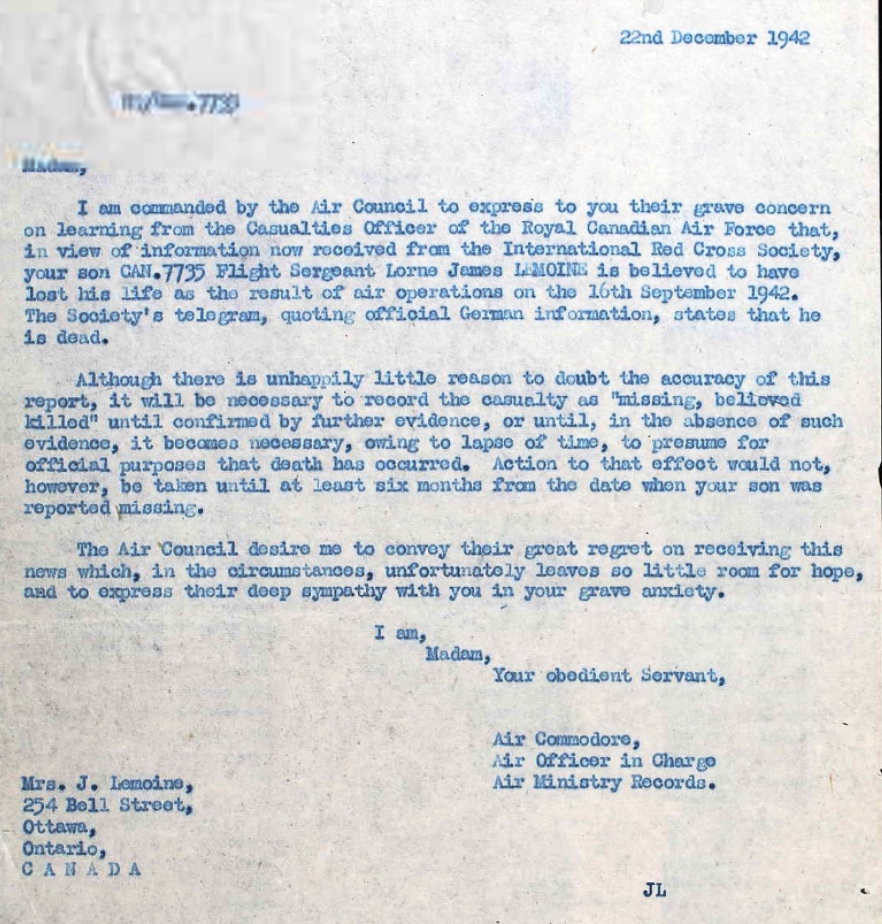 22nd December 1942
7739
Madam,
I am commanded by the Air Council to express to you their grave concern
on learning from the Casualties Officer of the Royal Canadian Air Force that,
in view of information now received from the International Red Cross Society,
your son CAN.7735 Flight Sergeant Lorne James LEMOINE is believed to have
lost his life as the result of air operations on the 16th September 1942.
The Society's telegram, quoting official German information, states that he
is dead.
Although there is unhappily little reason to doubt the accuracy of this
report, it will be necessary to record the casualty as "missing, believed
killed" until confirmed by further evidence, or until, in the absence of such
evidence, it becomes necessary, owing to lapse of time, to presume for
official purposes that death has occurred. Action to that effect would not,
however, be taken until at least six months from the date when your son was
reported missing.
The Air Council desire me to convey their great regret on receiving this
news which, in the circumstances, unfortunately leaves so little room for hope,
and to express their deep sympathy with you in your grave anxiety.
I am,
Madam,
Your obedient Servant,
Air Commodore,
Air Officer in Charge
Air Ministry Records.
Mrs. J. Lemoine,
254 Bell Street,
Ottawa,
Ontario,
C A N A D A
JL